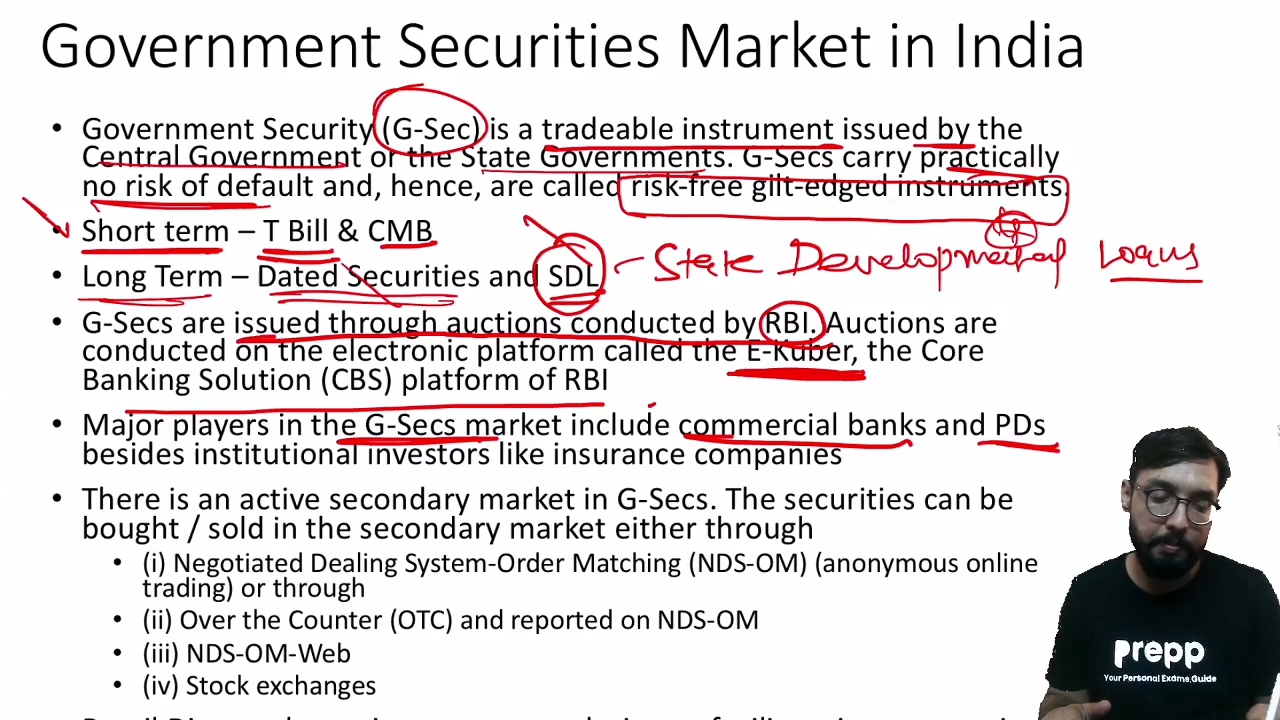 Government Securities Market in India
• Government Security (G-Sec) is a tradeable instrument issued by the
Central Government or the State Governments. G-Secs carry practically
no risk of default and, hence, are called risk-free gilt-edged instruments.
• Short term – T Bill & CMB
• Long Term – Dated Securities and SDL - State Developmental Loans
• G-Secs are issued through auctions conducted by RBI. Auctions are
conducted on the electronic platform called the E-Kuber, the Core
Banking Solution (CBS) platform of RBI
• Major players in the G-Secs market include commercial banks and PDs
besides institutional investors like insurance companies
• There is an active secondary market in G-Secs. The securities can be
bought / sold in the secondary market either through
• (i) Negotiated Dealing System-Order Matching (NDS-OM) (anonymous online
trading) or through
• (ii) Over the Counter (OTC) and reported on NDS-OM
• (iii) NDS-OM-Web
• (iv) Stock exchanges
prepp
Your Personal Exams Guide